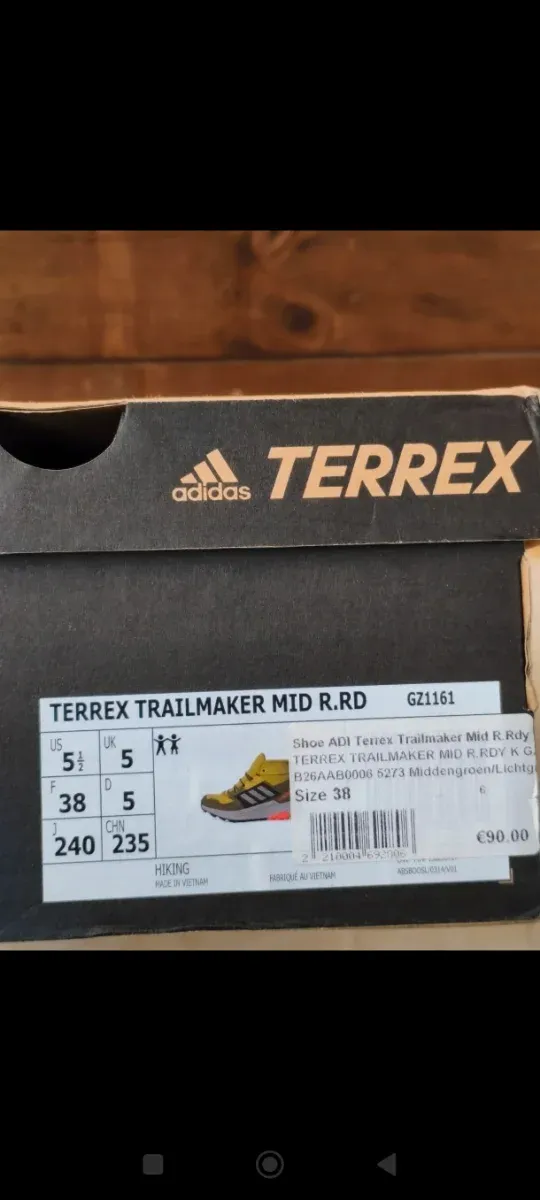 adidas TERREX
TERREX TRAILMAKER MID R.RD GZ1161
US 5½ UK 5
F 38 D 5
J 240 CHN 235
HIKING
MADE IN VIETNAM
FABRIQUÉ AU VIETNAM
Shoe ADI Terrex Trailmaker Mid R.Rdy
TERREX TRAILMAKER MID R.RDY K
B26AAB0006 5273 Middengroen/Lichtg
Size 38
€90.00